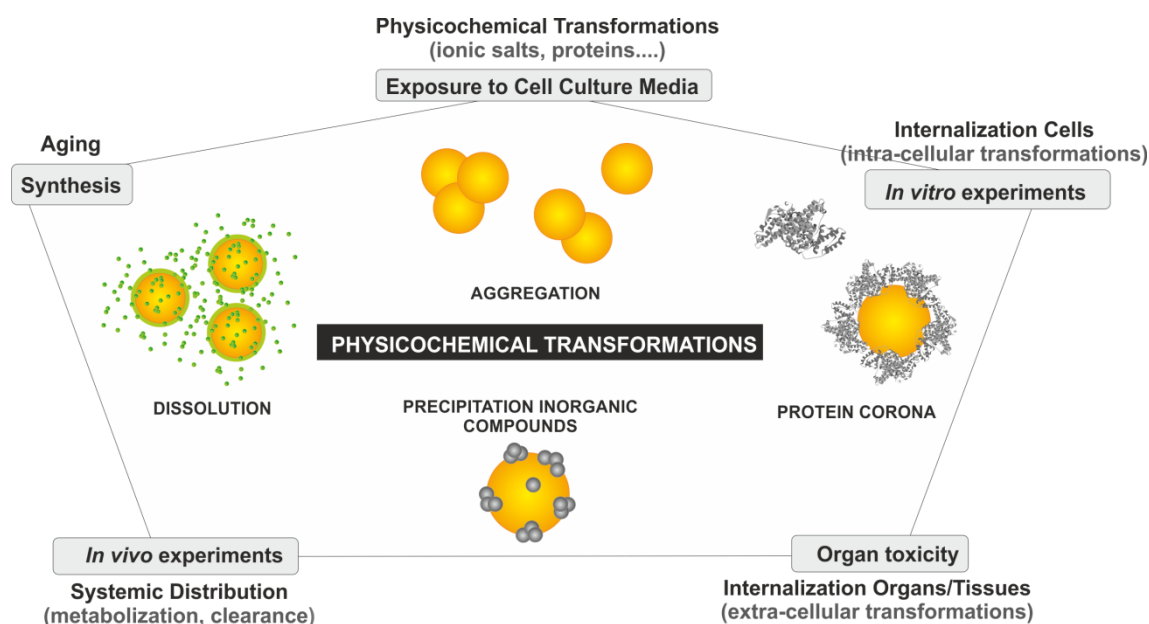 Physicochemical Transformations
(ionic salts, proteins....)
Exposure to Cell Culture Media
Aging
Synthesis
Internalization Cells
(intra-cellular transformations)
In vitro experiments
AGGREGATION
PHYSICOCHEMICAL TRANSFORMATIONS
DISSOLUTION
PRECIPITATION INORGANIC
COMPOUNDS
PROTEIN CORONA
In vivo experiments
Systemic Distribution
(metabolization, clearance)
Organ toxicity
Internalization Organs/Tissues
(extra-cellular transformations)